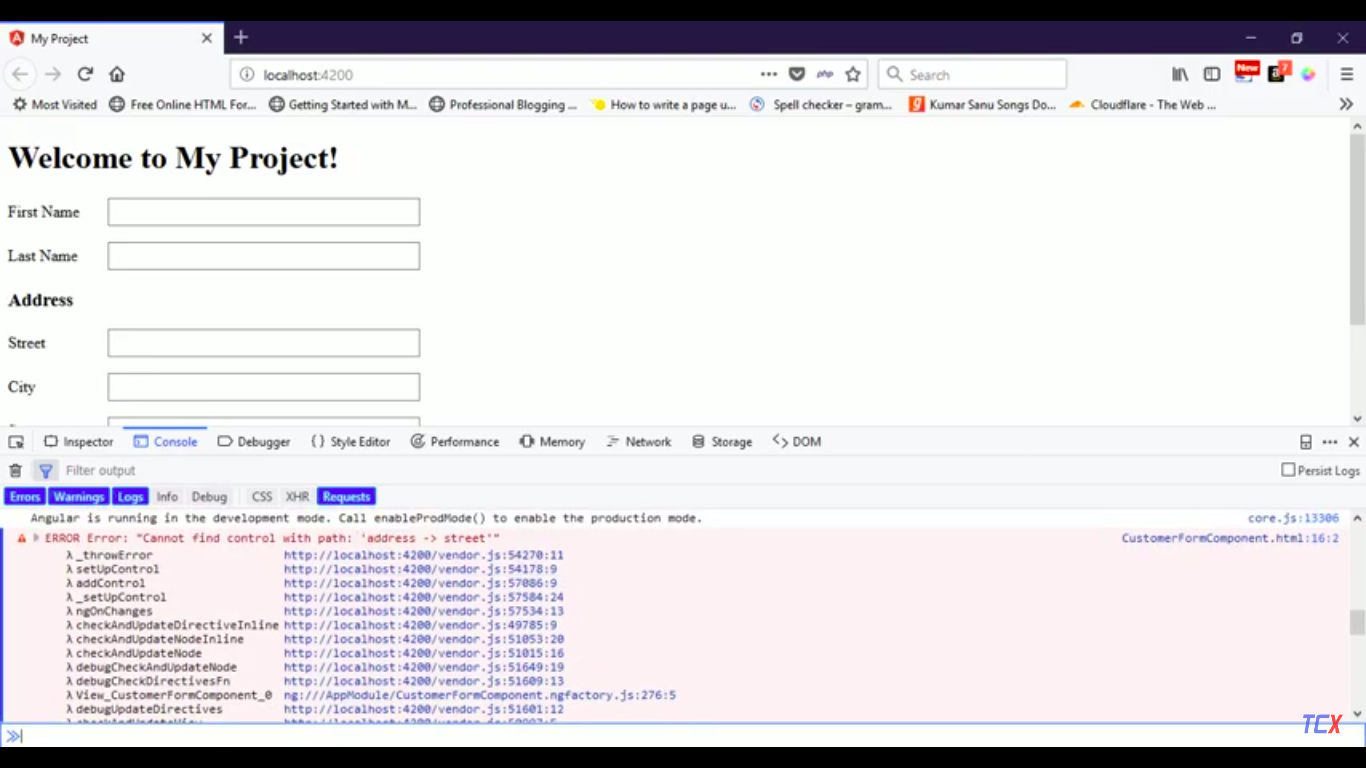 My Project
localhost:4200
php
Search
New
a
7
Most Visited
Free Online HTML For...
Getting Started with M...
Professional Blogging ...
How to write a page u...
Spell checker – gram...
Kumar Sanu Songs Do...
Cloudflare - The Web ...
Welcome to My Project!
First Name
Last Name
Address
Street
City
Inspector
Console
Debugger
Style Editor
Performance
Memory
Network
Storage
DOM
Filter output
Persist Logs
Errors Warnings Logs Info Debug CSS XHR Requests
Angular is running in the development mode. Call enableProdMode() to enable the production mode. core.js:13306
ERROR Error: "Cannot find control with path: 'address -> street'" CustomerFormComponent.html:16:2
λ _throwError http://localhost:4200/vendor.js:54270:11
λ setUpControl http://localhost:4200/vendor.js:54178:9
λ addControl http://localhost:4200/vendor.js:57086:9
λ _setUpControl http://localhost:4200/vendor.js:57584:24
λ ngOnChanges http://localhost:4200/vendor.js:57534:13
λ checkAndUpdateDirectiveInline http://localhost:4200/vendor.js:49785:9
λ checkAndUpdateNodeInline http://localhost:4200/vendor.js:51053:20
λ checkAndUpdateNode http://localhost:4200/vendor.js:51015:16
λ debugCheckAndUpdateNode http://localhost:4200/vendor.js:51649:19
λ debugCheckDirectivesFn http://localhost:4200/vendor.js:51609:13
λ View_CustomerFormComponent_0 ng:///AppModule/CustomerFormComponent.ngfactory.js:276:5
λ debugUpdateDirectives http://localhost:4200/vendor.js:51601:12
TCX